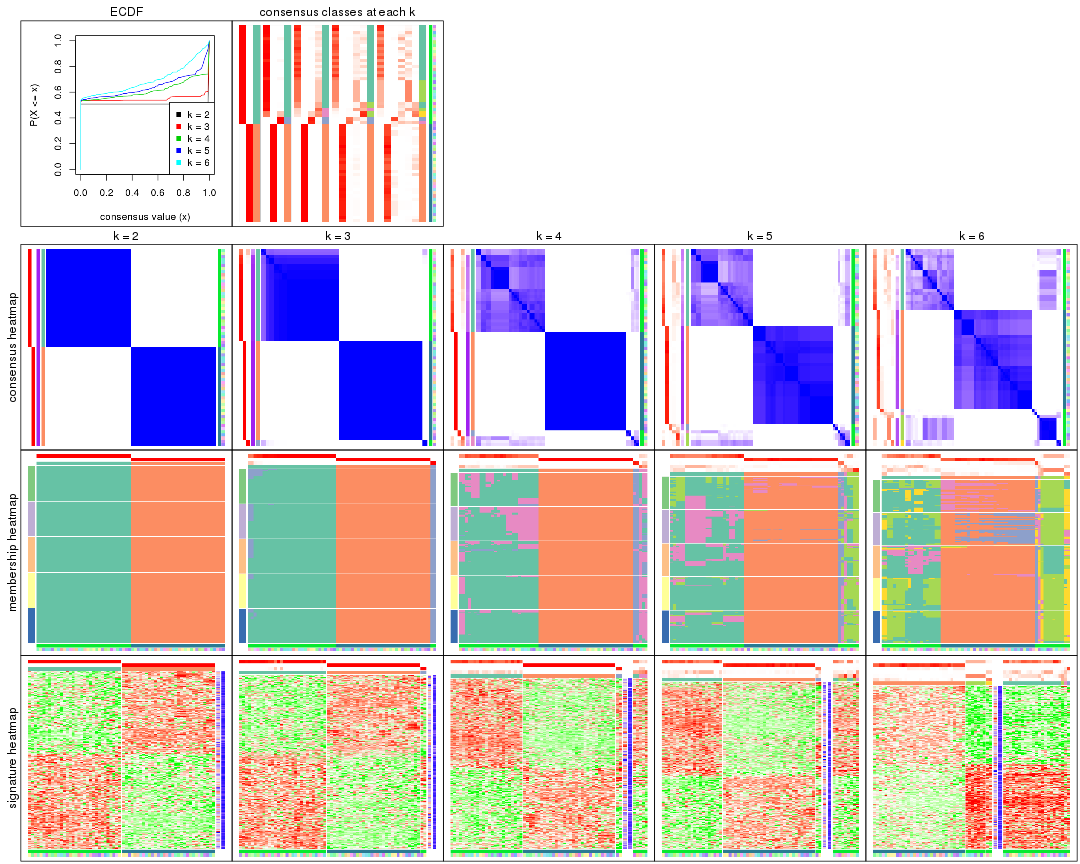 ECDF
consensus classes at each k
P(X <= x)
0.0 0.2 0.4 0.6 0.8 1.0
k = 2
k = 3
k = 4
k = 5
k = 6
0.0 0.2 0.4 0.6 0.8 1.0
consensus value (x)
k = 2
k = 3
k = 4
k = 5
k = 6
consensus heatmap
membership heatmap
signature heatmap